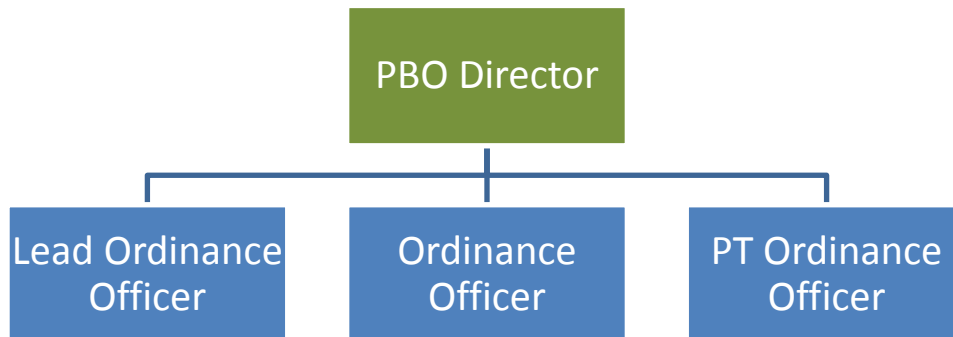 PBO Director
Lead Ordinance
Officer
Ordinance
Officer
PT Ordinance
Officer